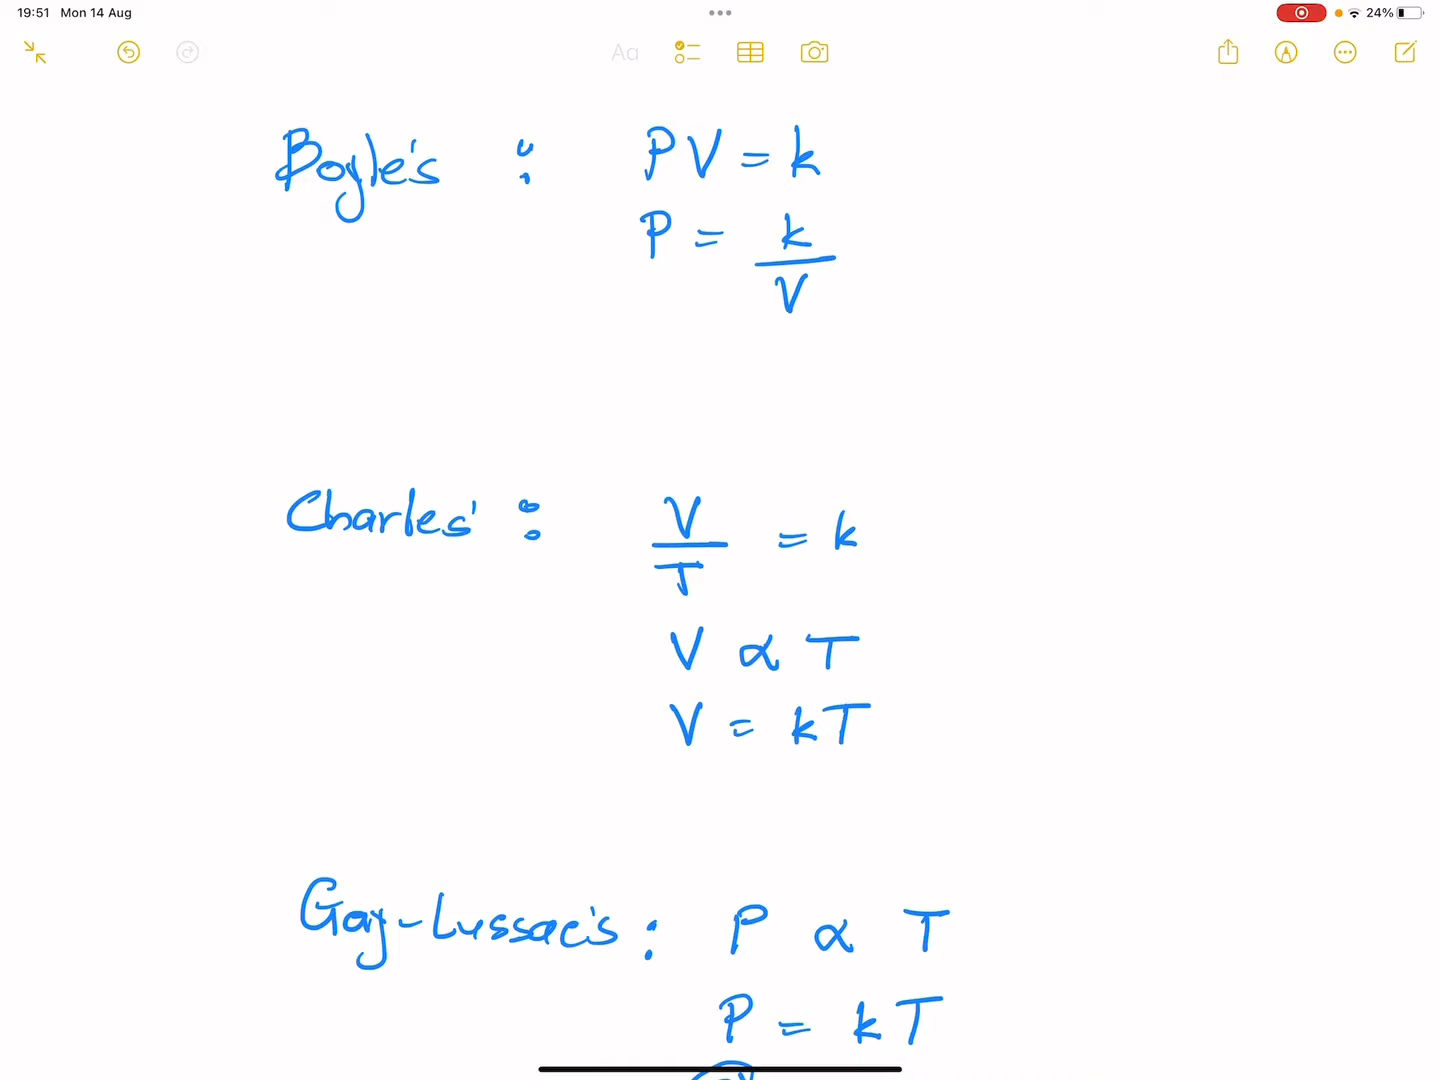 19:51 Mon 14 Aug
24%
Aa
Boyle's : PV = k
P = k
V
Charles' : V
T = k
V ∝ T
V = kT
Gay-Lussac's : P ∝ T
P = kT